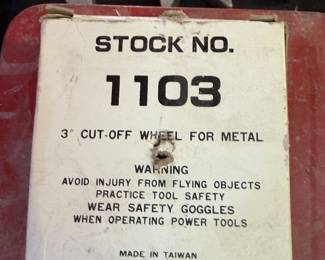 STOCK NO.
1103
3" CUT-OFF WHEEL FOR METAL
WARNING
AVOID INJURY FROM FLYING OBJECTS
PRACTICE TOOL SAFETY
WEAR SAFETY GOGGLES
WHEN OPERATING POWER TOOLS
MADE IN TAIWAN